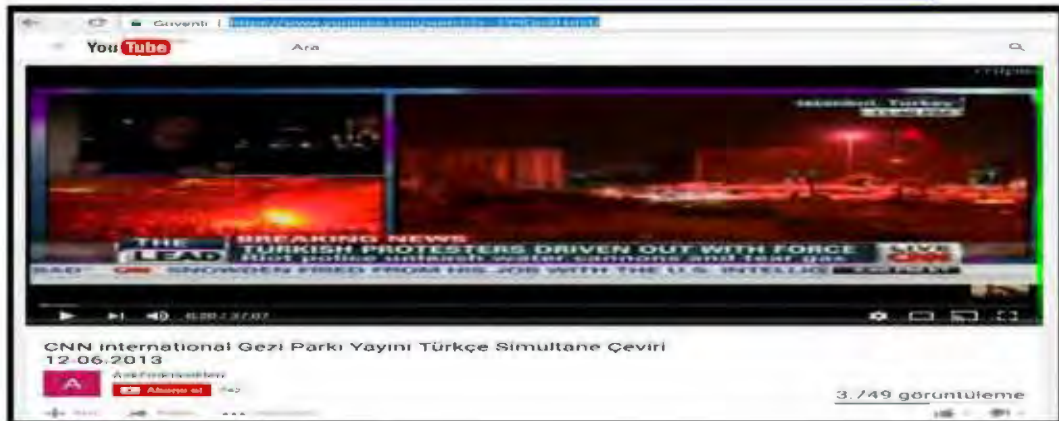 Güvenli
YouTube
Ara
Istanbul, Turkey
THE LEAD
BREAKING NEWS
TURKISH PROTESTERS DRIVEN OUT WITH FORCE
Riot police unleash water cannons and tear gas
LIVE
CNN
CNN SNOWDEN FIRED FROM HIS JOB WITH THE U.S. INTELLIG
CNN international Gezi Parkı Yayını Türkçe Simultane Çeviri
12-06.2013
A
Abone ol
3.749 görüntüleme